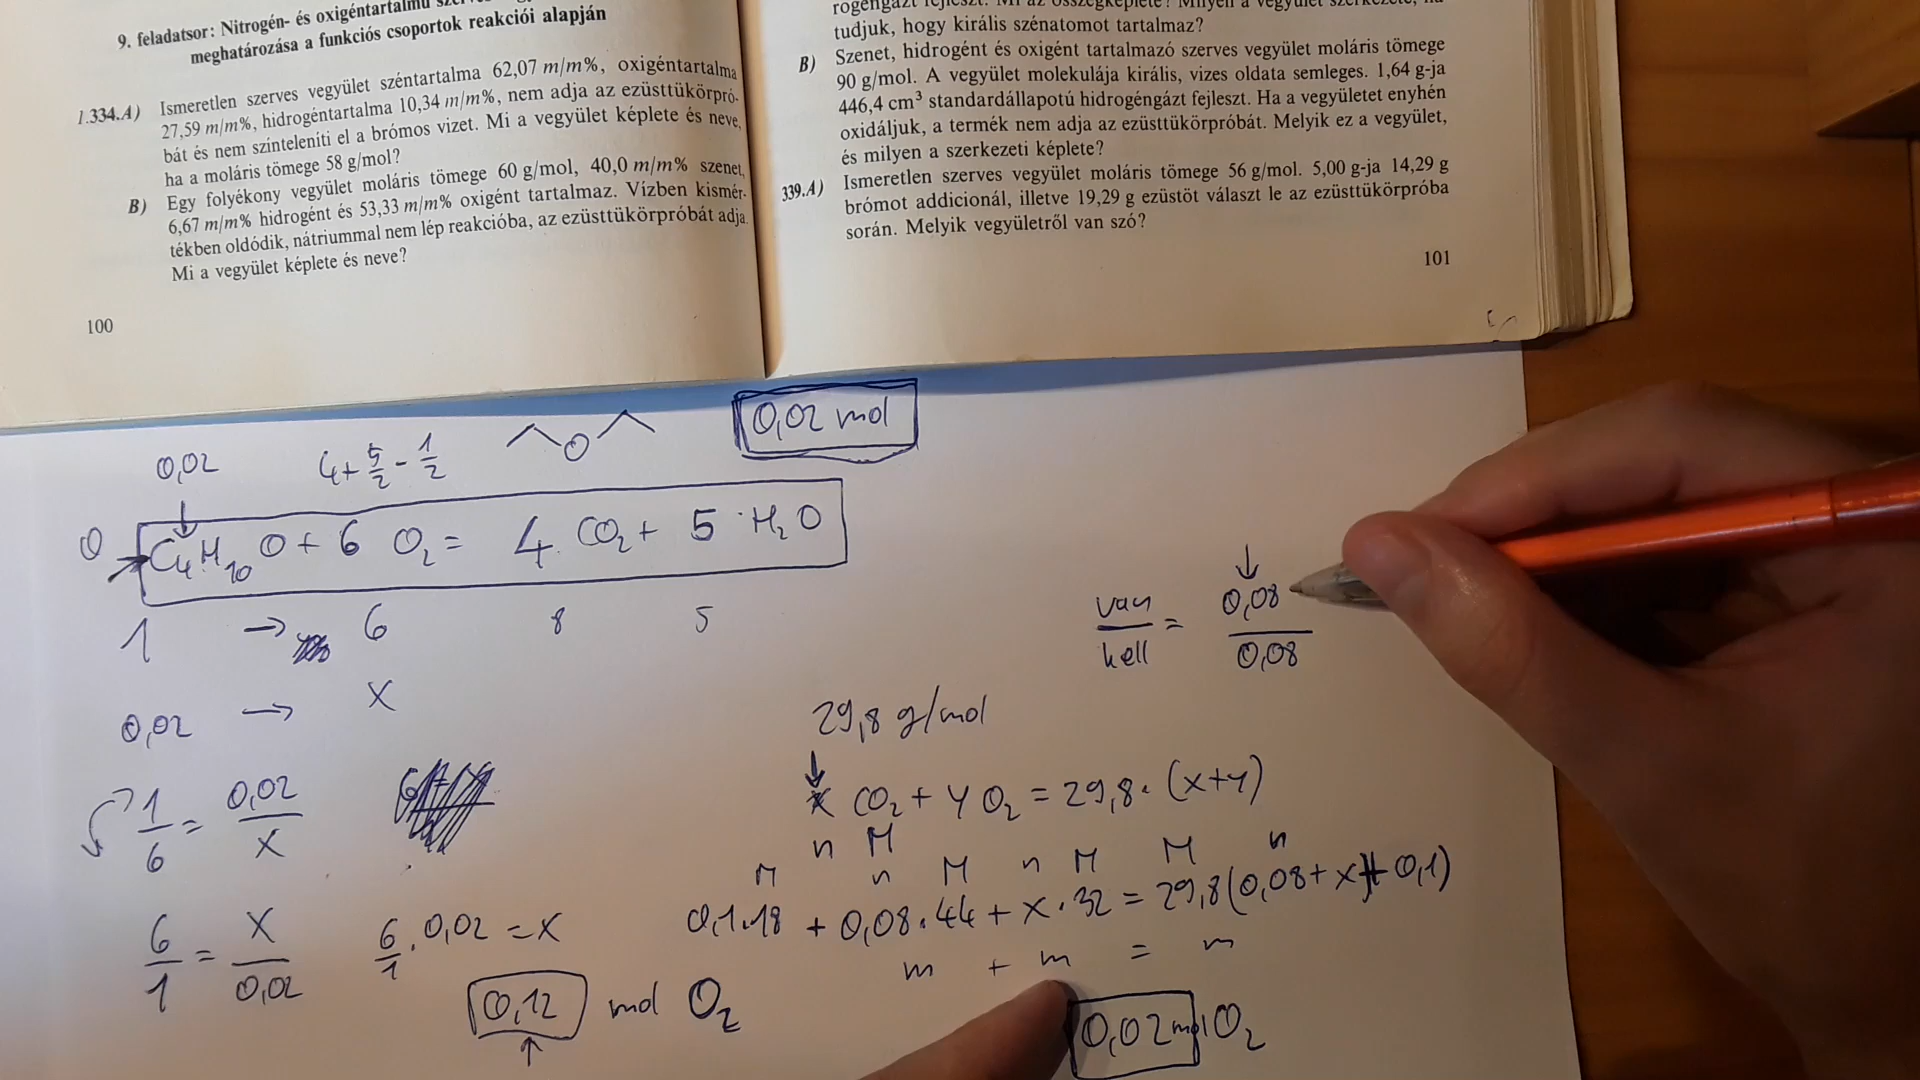 9. feladatsor: Nitrogén- és oxigéntartalmú
meghatározása a funkciós csoportok reakciói alapján
1.334.A) Ismeretlen szerves vegyület széntartalma 62,07 m/m%, oxigéntartalma
27,59 m/m%, hidrogéntartalma 10,34 m/m%, nem adja az ezüsttükörpró-
bát és nem színteleníti el a brómos vizet. Mi a vegyület képlete és neve,
ha a moláris tömege 58 g/mol?
B) Egy folyékony vegyület moláris tömege 60 g/mol, 40,0 m/m% szenet,
6,67 m/m% hidrogént és 53,33 m/m% oxigént tartalmaz. Vízben kismér-
tékben oldódik, nátriummal nem lép reakcióba, az ezüsttükörpróbát adja.
Mi a vegyület képlete és neve?
100
rogéngázt fejleszt. Mi az összegképlete? Milyen a vegyület szerkezete, ha
tudjuk, hogy királis szénatomot tartalmaz?
B) Szenet, hidrogént és oxigént tartalmazó szerves vegyület moláris tömege
90 g/mol. A vegyület molekulája királis, vizes oldata semleges. 1,64 g-ja
446,4 cm³ standardállapotú hidrogéngázt fejleszt. Ha a vegyületet enyhén
oxidáljuk, a termék nem adja az ezüsttükörpróbát. Melyik ez a vegyület,
és milyen a szerkezeti képlete?
339.A) Ismeretlen szerves vegyület moláris tömege 56 g/mol. 5,00 g-ja 14,29 g
brómot addicionál, illetve 19,29 g ezüstöt választ le az ezüsttükörpróba
során. Melyik vegyületről van szó?
101
0,02 4+5/2-1/2 O 0,02 mol
0 C₄H₁₀O + 6 O₂ = 4 CO₂ + 5 H₂O
1 → 6 8 5
0,02 → x
1/6 = 0,02/x
6/1 = x/0,02 6/1 · 0,02 = x
0,12 mol O₂
van/kell = 0,08/0,08
29,8 g/mol
x CO₂ + y O₂ = 29,8 · (x+y)
n M
M n M n M M n
0,1·18 + 0,08·44 + x·32 = 29,8(0,08+x+0,1)
m + m = m
0,02 mol O₂